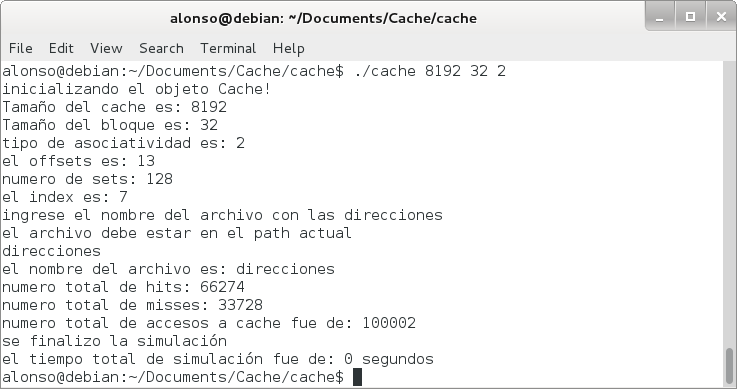 alonso@debian: ~/Documents/Cache/cache
File Edit View Search Terminal Help
alonso@debian:~/Documents/Cache/cache$ ./cache 8192 32 2
inicializando el objeto Cache!
Tamaño del cache es: 8192
Tamaño del bloque es: 32
tipo de asociatividad es: 2
el offsets es: 13
numero de sets: 128
el index es: 7
ingrese el nombre del archivo con las direcciones
el archivo debe estar en el path actual
direcciones
el nombre del archivo es: direcciones
numero total de hits: 66274
numero total de misses: 33728
numero total de accesos a cache fue de: 100002
se finalizo la simulación
el tiempo total de simulación fue de: 0 segundos
alonso@debian:~/Documents/Cache/cache$